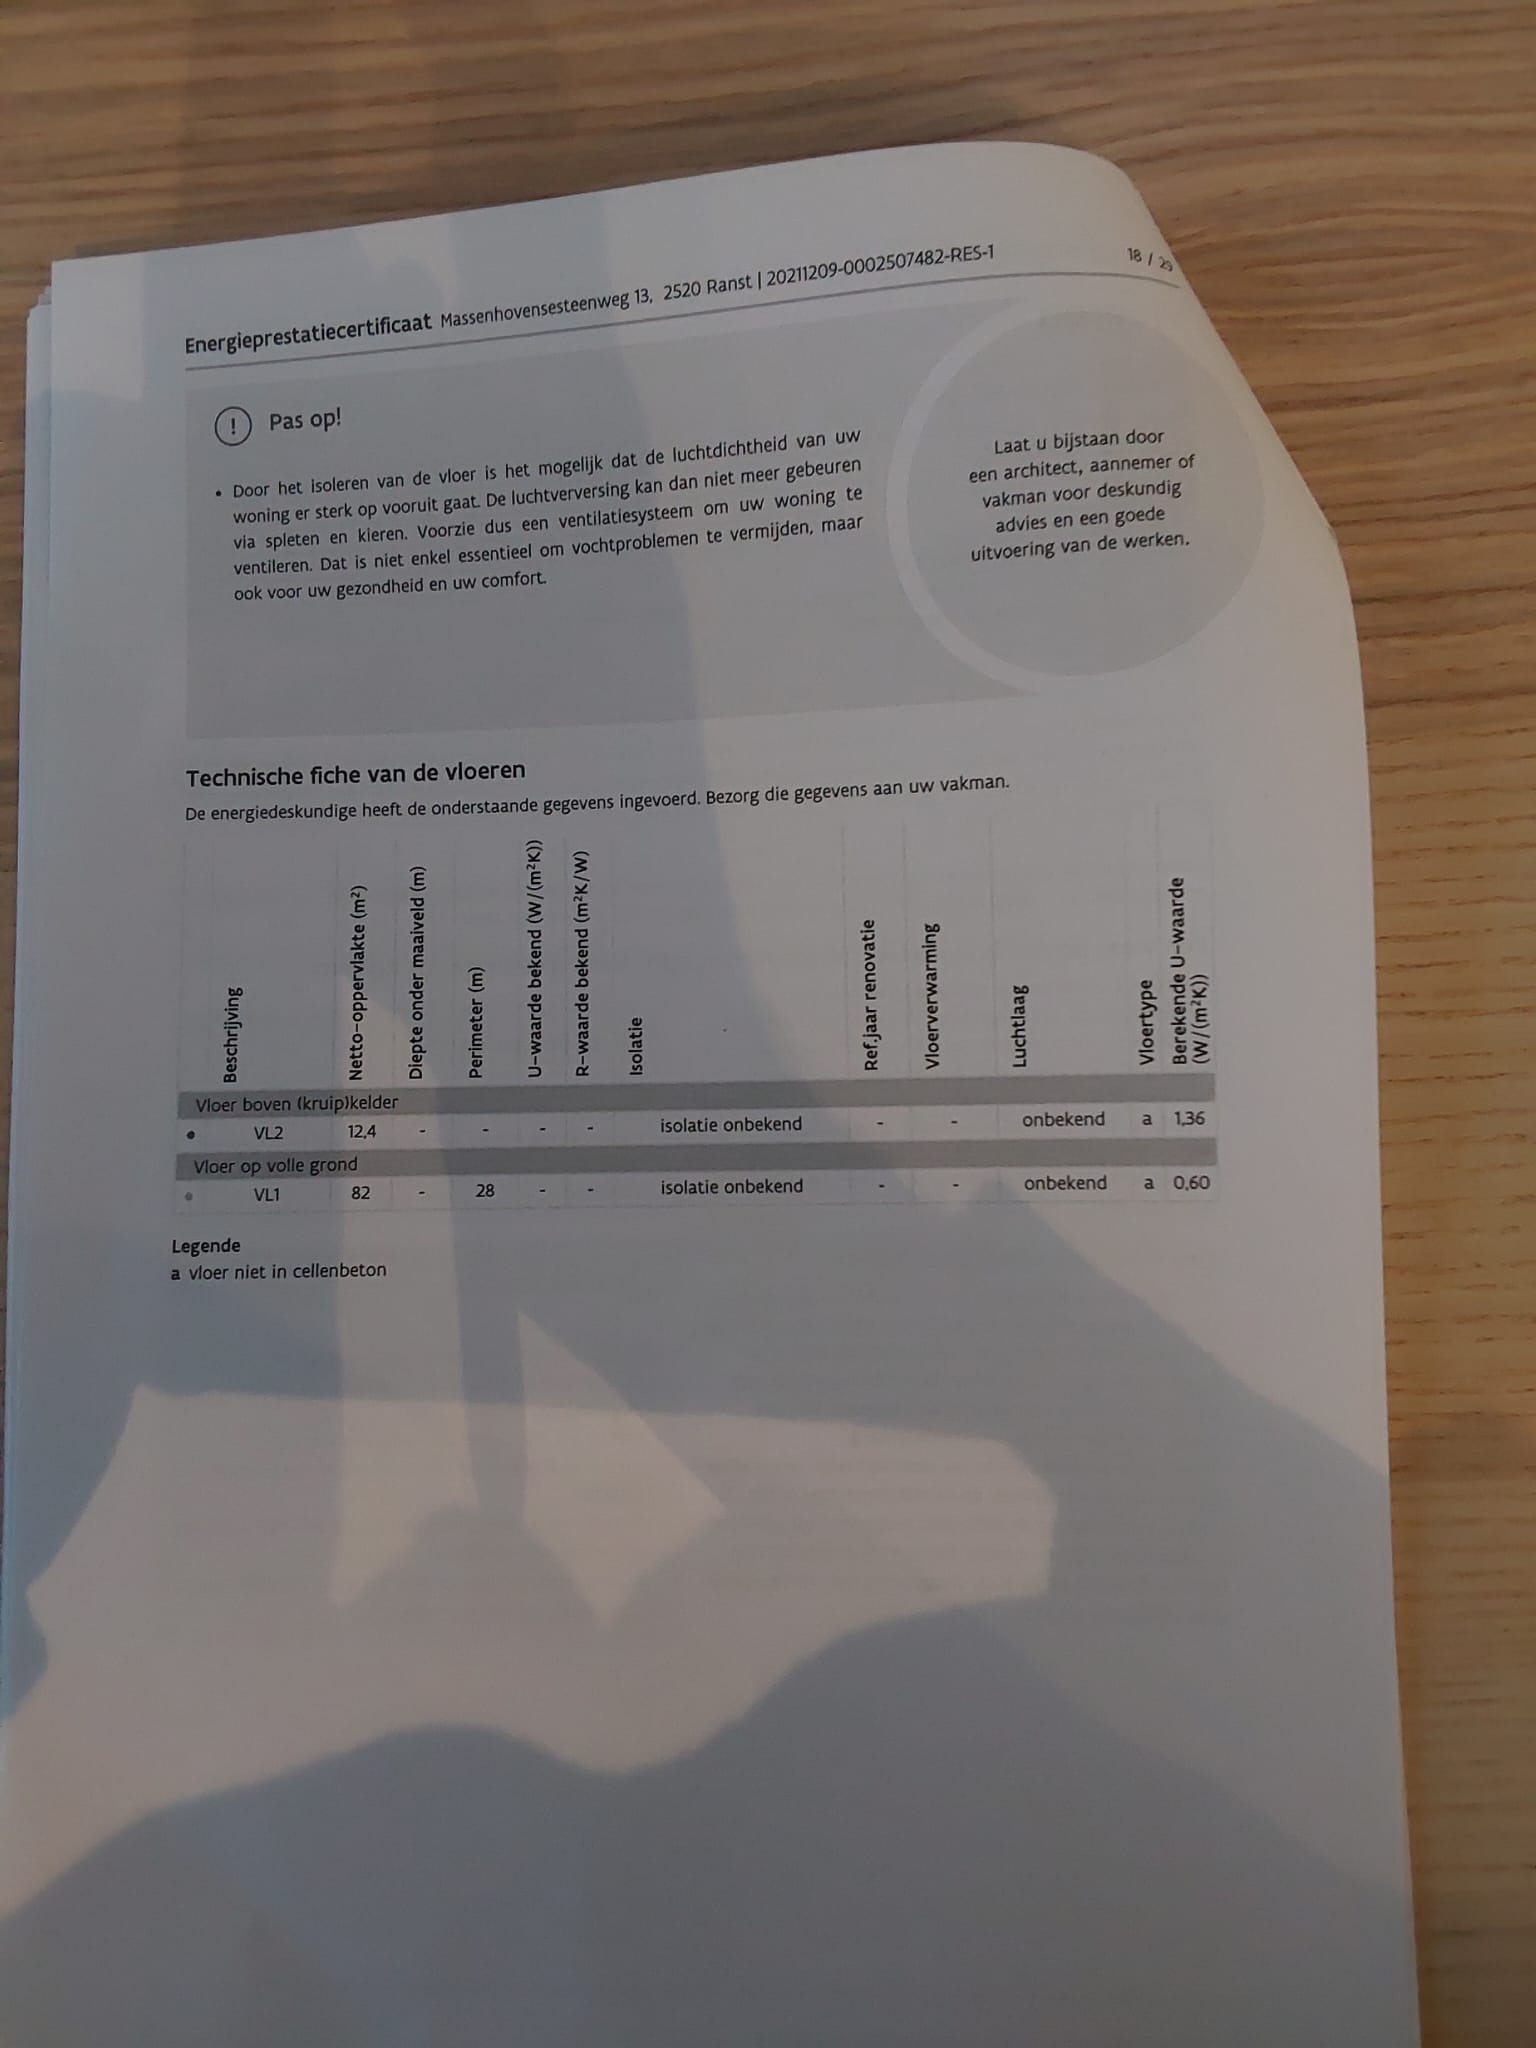 Energieprestatiecertificaat Massenhovensesteenweg 13, 2520 Ranst | 20211209-0002507482-RES-1 18 / 29
! Pas op!
• Door het isoleren van de vloer is het mogelijk dat de luchtdichtheid van uw
woning er sterk op vooruit gaat. De luchtverversing kan dan niet meer gebeuren
via spleten en kieren. Voorzie dus een ventilatiesysteem om uw woning te
ventileren. Dat is niet enkel essentieel om vochtproblemen te vermijden, maar
ook voor uw gezondheid en uw comfort.
Laat u bijstaan door
een architect, aannemer of
vakman voor deskundig
advies en een goede
uitvoering van de werken.
Technische fiche van de vloeren
De energiedeskundige heeft de onderstaande gegevens ingevoerd. Bezorg die gegevens aan uw vakman.
Beschrijving
Netto-oppervlakte (m²)
Diepte onder maaiveld (m)
Perimeter (m)
U-waarde bekend (W/(m²K))
R-waarde bekend (m²K/W)
Isolatie
Ref.jaar renovatie
Vloerverwarming
Luchtlaag
Vloertype
Berekende U-waarde
(W/(m²K))
Vloer boven (kruip)kelder
• VL2 12,4 - - - - isolatie onbekend - - onbekend a 1,36
Vloer op volle grond
• VL1 82 - 28 - - isolatie onbekend - - onbekend a 0,60
Legende
a vloer niet in cellenbeton